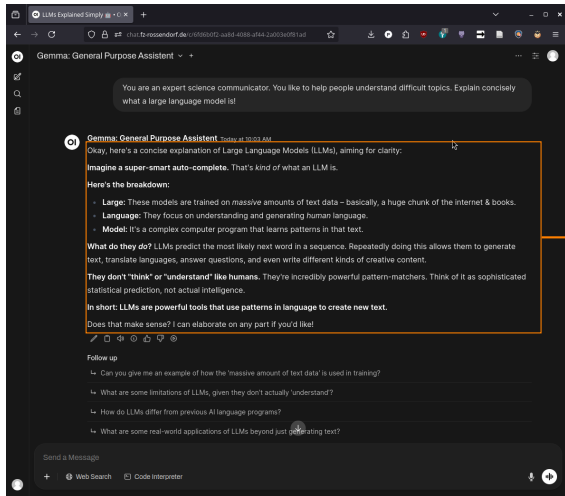 LLMs Explained Simply 🤖 • O
chat.fz-rossendorf.de/c/6fd6b0f2-aa8d-4088-af44-2a003e0f81ad
OI
Gemma: General Purpose Assistant
You are an expert science communicator. You like to help people understand difficult topics. Explain concisely
what a large language model is!
OI
Gemma: General Purpose Assistant Today at 10:03 AM
Okay, here's a concise explanation of Large Language Models (LLMs), aiming for clarity:
Imagine a super-smart auto-complete. That's kind of what an LLM is.
Here's the breakdown:
Large: These models are trained on massive amounts of text data – basically, a huge chunk of the internet & books.
Language: They focus on understanding and generating human language.
Model: It's a complex computer program that learns patterns in that text.
What do they do? LLMs predict the most likely next word in a sequence. Repeatedly doing this allows them to generate
text, translate languages, answer questions, and even write different kinds of creative content.
They don't "think" or "understand" like humans. They're incredibly powerful pattern-matchers. Think of it as sophisticated
statistical prediction, not actual intelligence.
In short: LLMs are powerful tools that use patterns in language to create new text.
Does that make sense? I can elaborate on any part if you'd like!
Follow up
Can you give me an example of how the 'massive amount of text data' is used in training?
What are some limitations of LLMs, given they don't actually 'understand'?
How do LLMs differ from previous AI language programs?
What are some real-world applications of LLMs beyond just generating text?
Send a Message
Web Search Code Interpreter